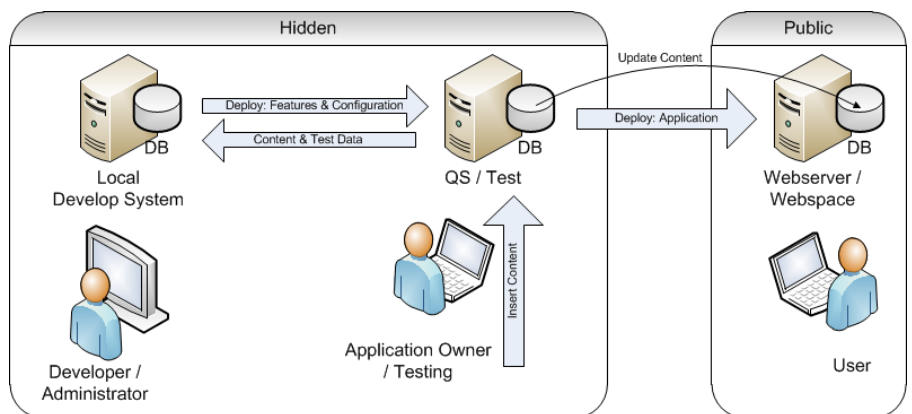 Hidden
Public
Update Content
Deploy: Features & Configuration
Deploy: Application
Content & Test Data
DB
DB
DB
Local
Develop System
QS / Test
Webserver /
Webspace
Insert Content
Developer /
Administrator
Application Owner
/ Testing
User